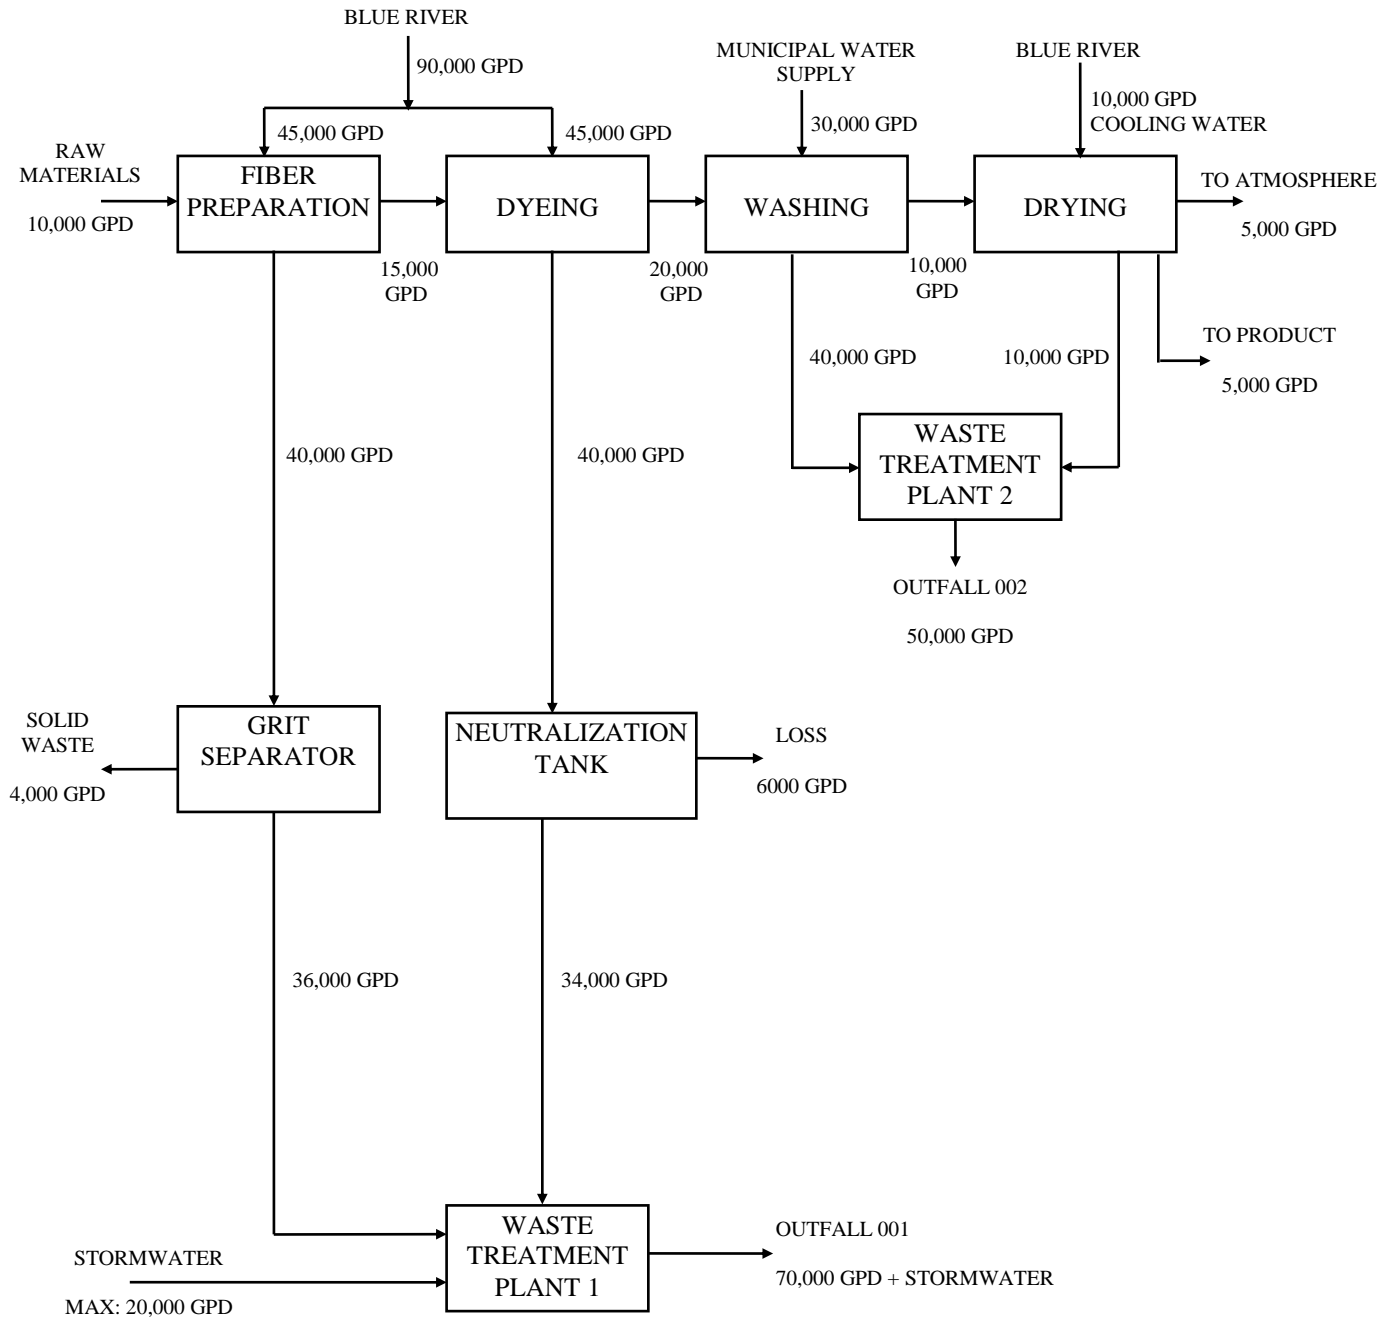 BLUE RIVER
90,000 GPD
MUNICIPAL WATER
SUPPLY
BLUE RIVER
30,000 GPD
10,000 GPD
COOLING WATER
45,000 GPD
45,000 GPD
RAW
MATERIALS
10,000 GPD
FIBER
PREPARATION
DYEING
WASHING
DRYING
TO ATMOSPHERE
5,000 GPD
15,000
GPD
20,000
GPD
10,000
GPD
TO PRODUCT
5,000 GPD
40,000 GPD
10,000 GPD
WASTE
TREATMENT
PLANT 2
40,000 GPD
40,000 GPD
OUTFALL 002
50,000 GPD
SOLID
WASTE
4,000 GPD
GRIT
SEPARATOR
NEUTRALIZATION
TANK
LOSS
6000 GPD
36,000 GPD
34,000 GPD
STORMWATER
MAX: 20,000 GPD
WASTE
TREATMENT
PLANT 1
OUTFALL 001
70,000 GPD + STORMWATER